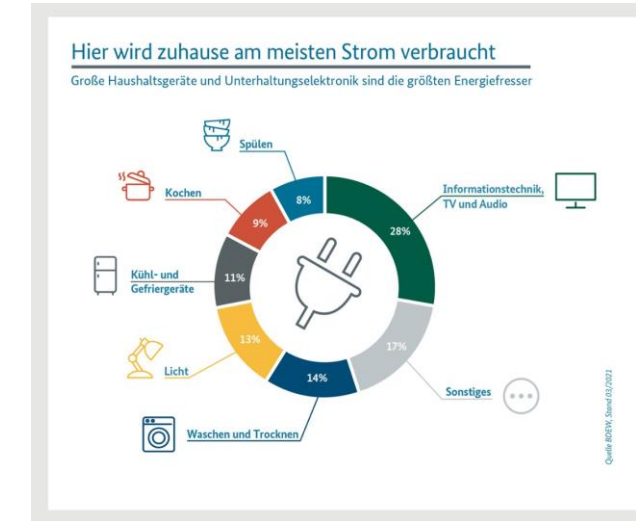 Hier wird zuhause am meisten Strom verbraucht
Große Haushaltsgeräte und Unterhaltungselektronik sind die größten Energiefresser
Spülen
8%
Informationstechnik,
TV und Audio
28%
Kochen
9%
Kühl- und
Gefriergeräte
11%
Licht
13%
Waschen und Trocknen
14%
Sonstiges
17%
Quelle BDEW, Stand 03/2021